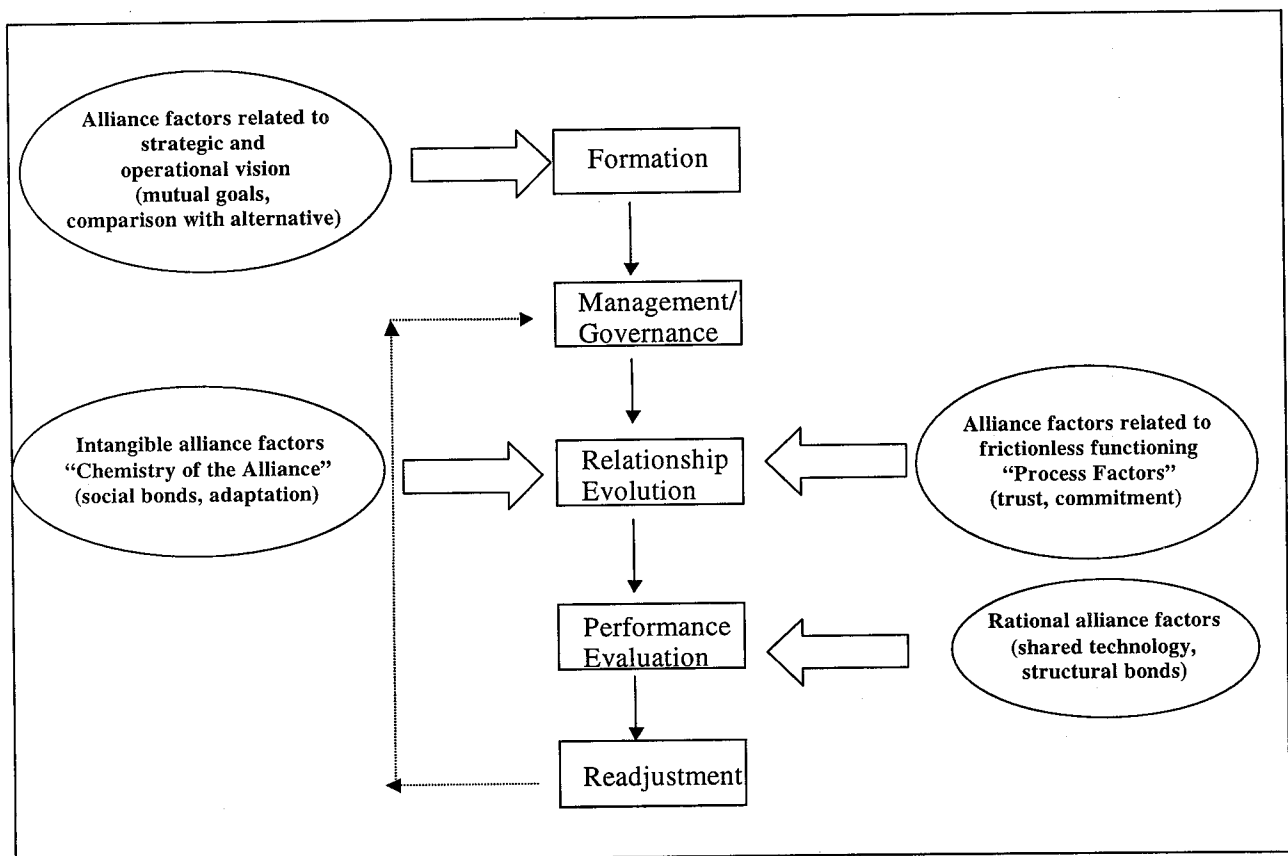 Alliance factors related to
strategic and
operational vision
(mutual goals,
comparison with alternative)
Formation
Management/
Governance
Intangible alliance factors
“Chemistry of the Alliance”
(social bonds, adaptation)
Relationship
Evolution
Alliance factors related to
frictionless functioning
“Process Factors”
(trust, commitment)
Performance
Evaluation
Rational alliance factors
(shared technology,
structural bonds)
Readjustment